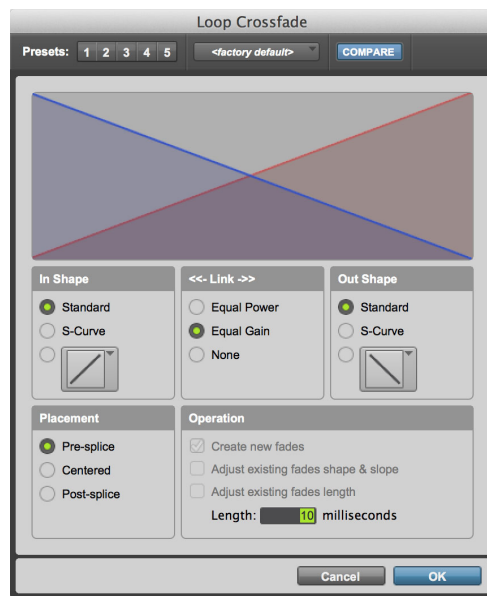 Loop Crossfade
Presets: 1 2 3 4 5 <factory default> COMPARE
In Shape
Standard
S-Curve
<<- Link ->>
Equal Power
Equal Gain
None
Out Shape
Standard
S-Curve
Placement
Pre-splice
Centered
Post-splice
Operation
Create new fades
Adjust existing fades shape & slope
Adjust existing fades length
Length: 10 milliseconds
Cancel OK